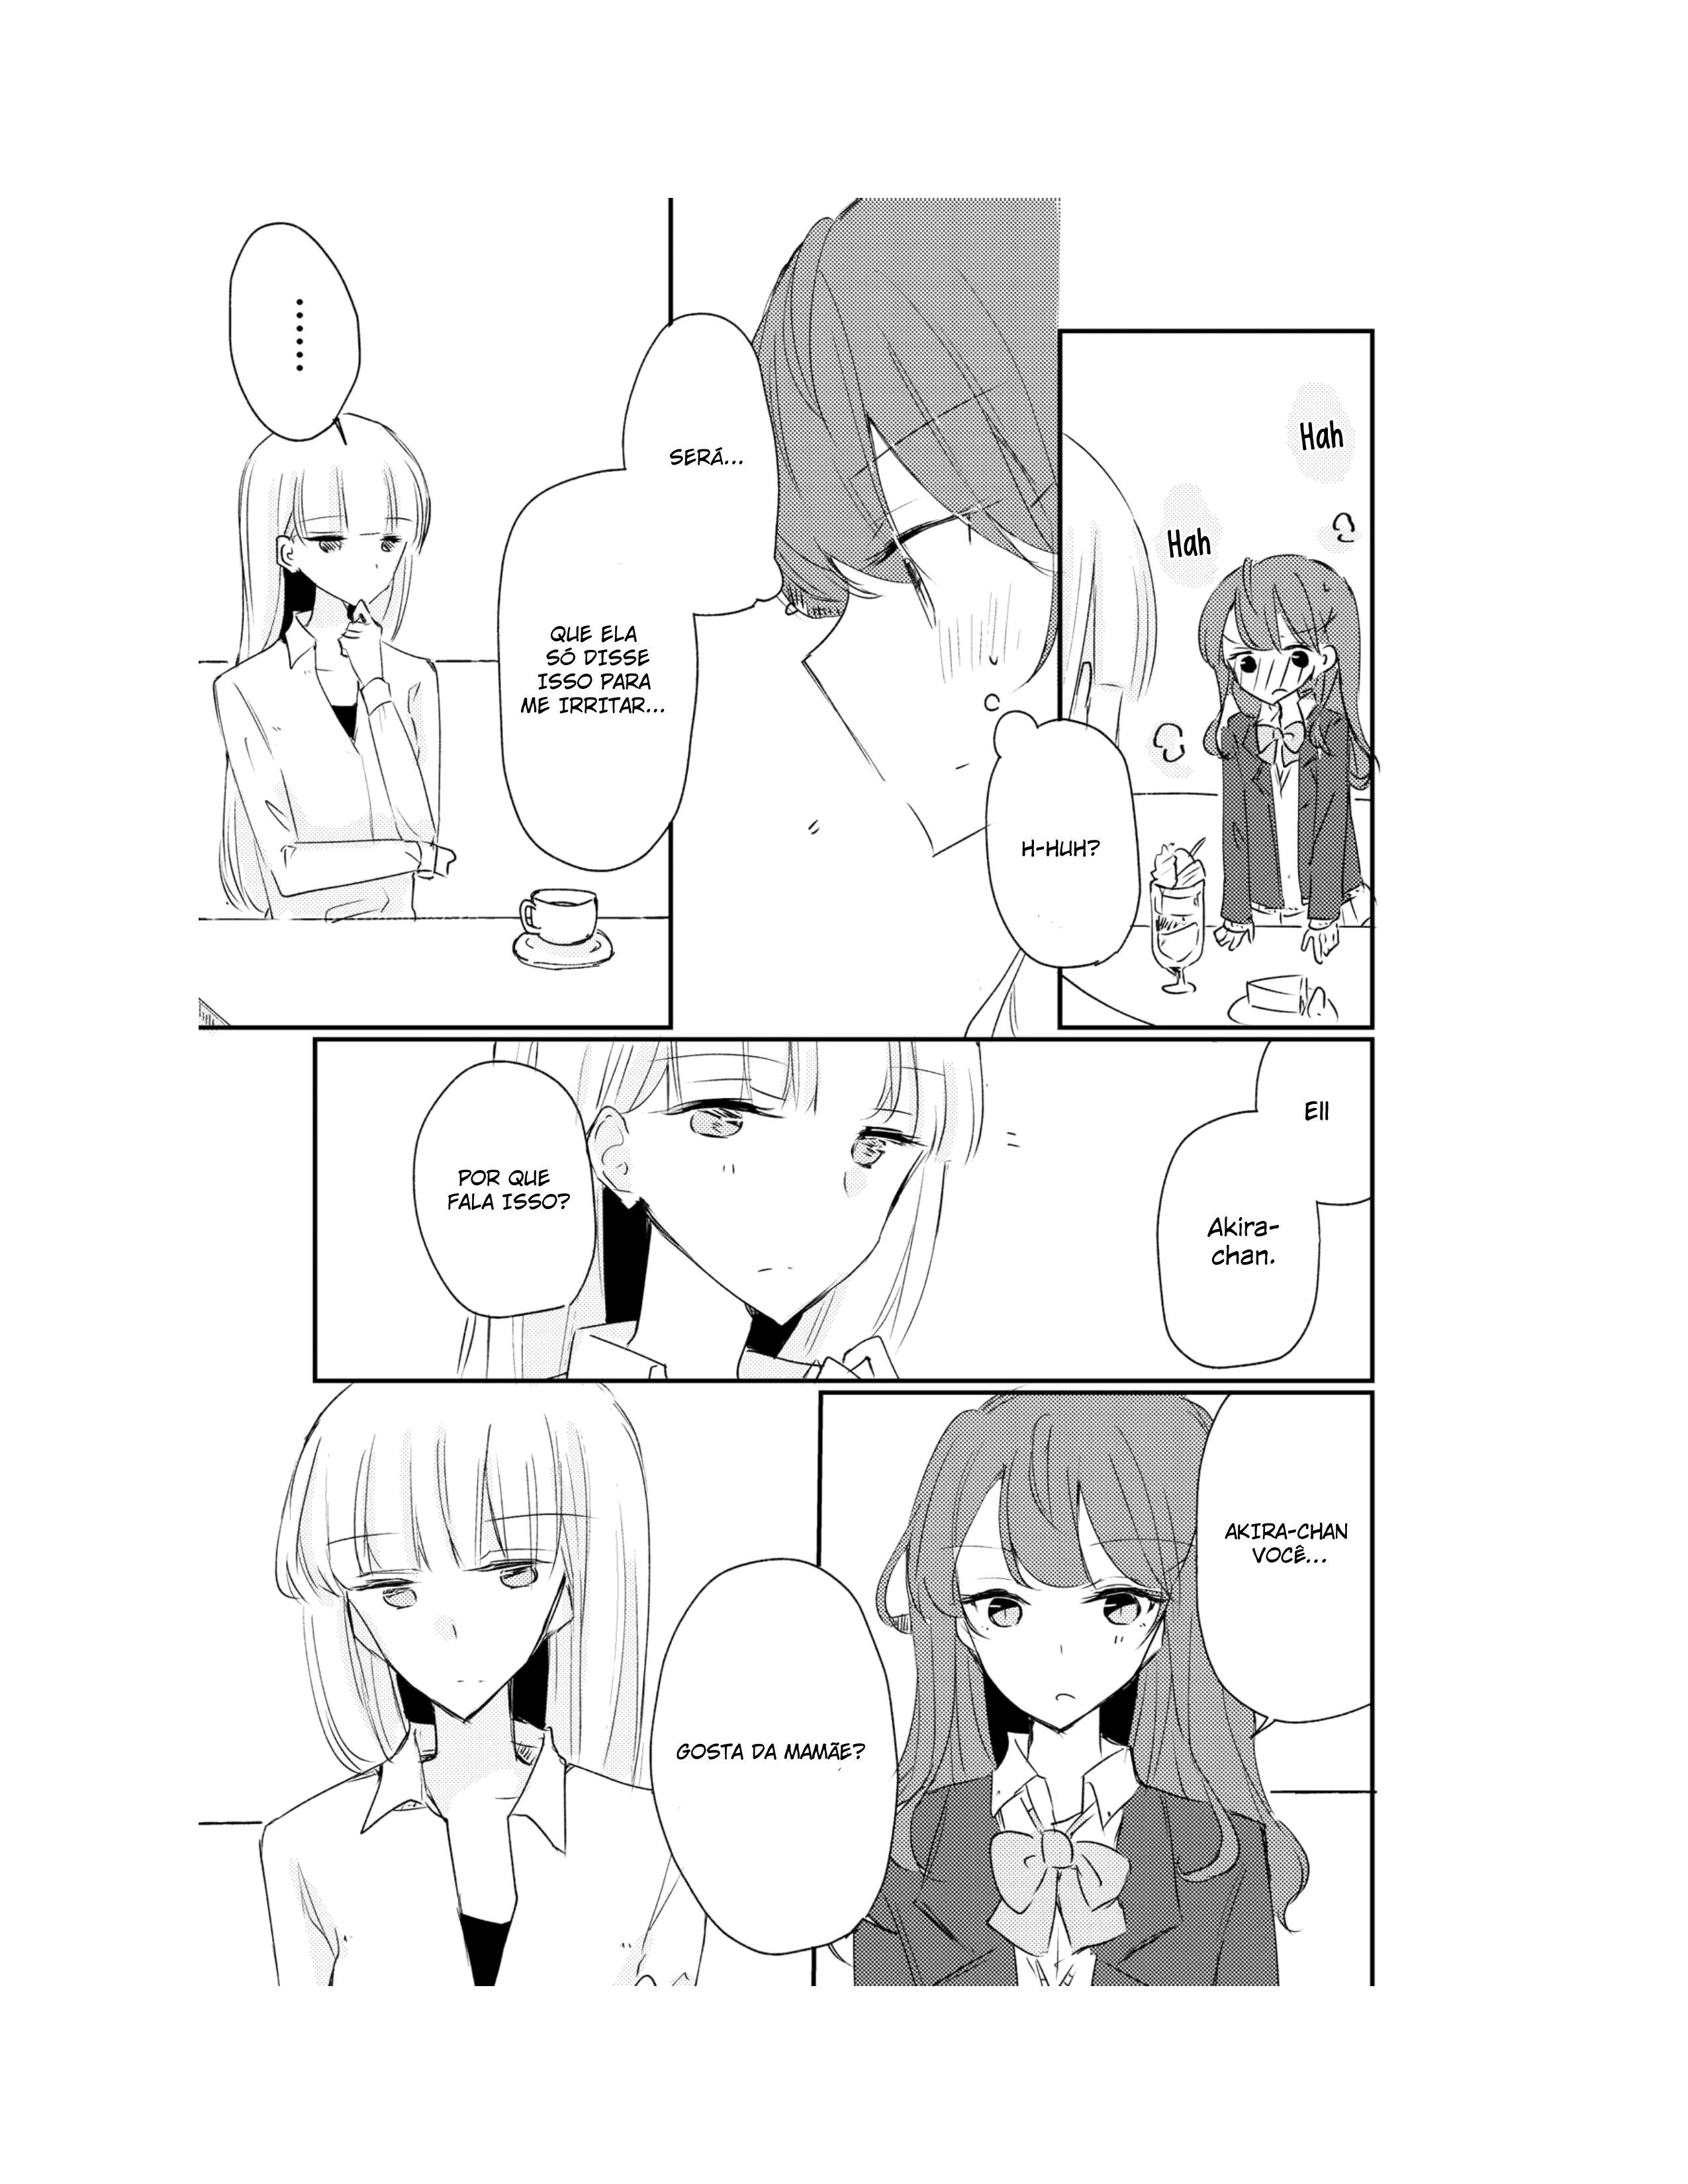 Hah
Hah
H-HUH?
SERÁ...
QUE ELA
SÓ DISSE
ISSO PARA
ME IRRITAR...
......
Ell
Akira-
chan.
POR QUE
FALA ISSO?
AKIRA-CHAN
VOCÊ...
GOSTA DA MAMÃE?